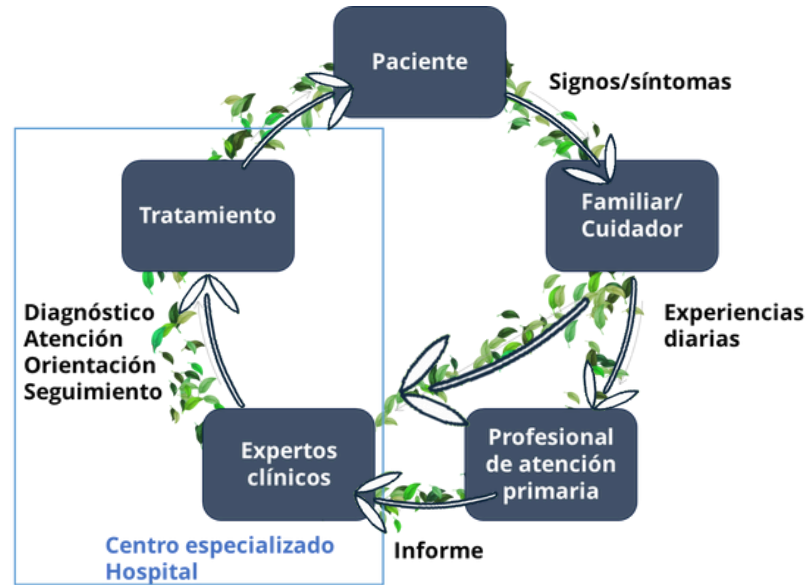 Paciente
Signos/síntomas
Familiar/
Cuidador
Experiencias
diarias
Profesional
de atención
primaria
Informe
Expertos
clínicos
Centro especializado
Hospital
Diagnóstico
Atención
Orientación
Seguimiento
Tratamiento